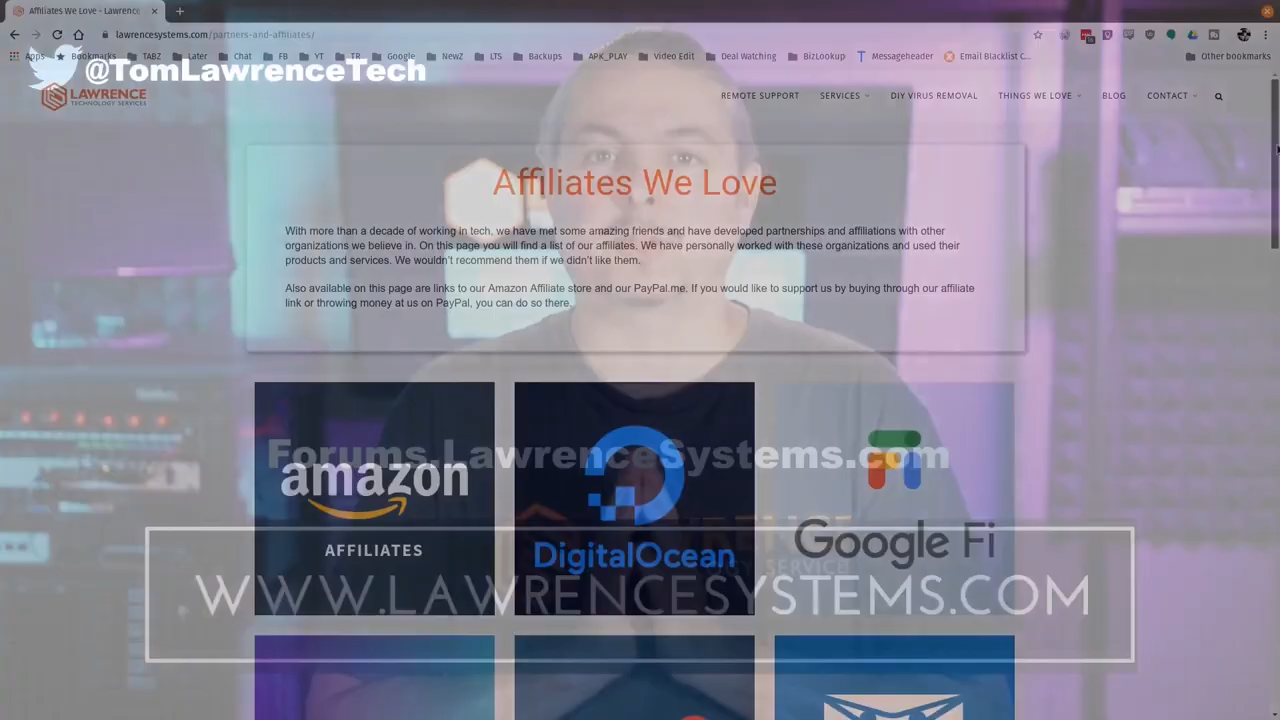 Affiliates We Love - Lawrence
lawrencesystems.com/partners-and-affiliates/
Apps Bookmarks TABZ Later Chat FB YT TR Google NewZ LTS Backups APK_PLAY Video Edit Deal Watching BizLookup Messageheader Email Blacklist C... Other bookmarks
@TomLawrenceTech
LAWRENCE
TECHNOLOGY SERVICES
REMOTE SUPPORT SERVICES DIY VIRUS REMOVAL THINGS WE LOVE BLOG CONTACT
Affiliates We Love
With more than a decade of working in tech, we have met some amazing friends and have developed partnerships and affiliations with other
organizations we believe in. On this page you will find a list of our affiliates. We have personally worked with these organizations and used their
products and services. We wouldn't recommend them if we didn't like them.
Also available on this page are links to our Amazon Affiliate store and our PayPal.me. If you would like to support us by buying through our affiliate
link or throwing money at us on PayPal, you can do so there.
Forums.LawrenceSystems.com
amazon
AFFILIATES
DigitalOcean
Google Fi
SERVICE
WWW.LAWRENCESYSTEMS.COM